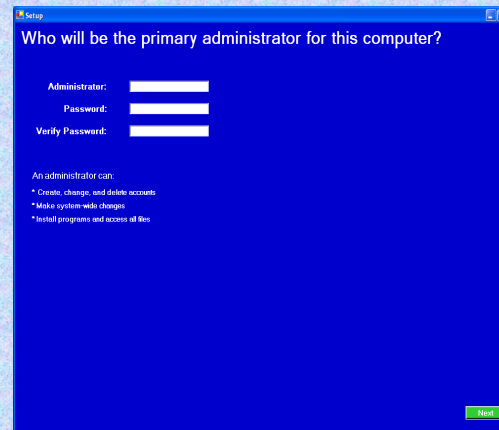 Setup
Who will be the primary administrator for this computer?
Administrator:
Password:
Verify Password:
An administrator can:
* Create, change, and delete accounts
* Make system-wide changes
* Install programs and access all files
Next